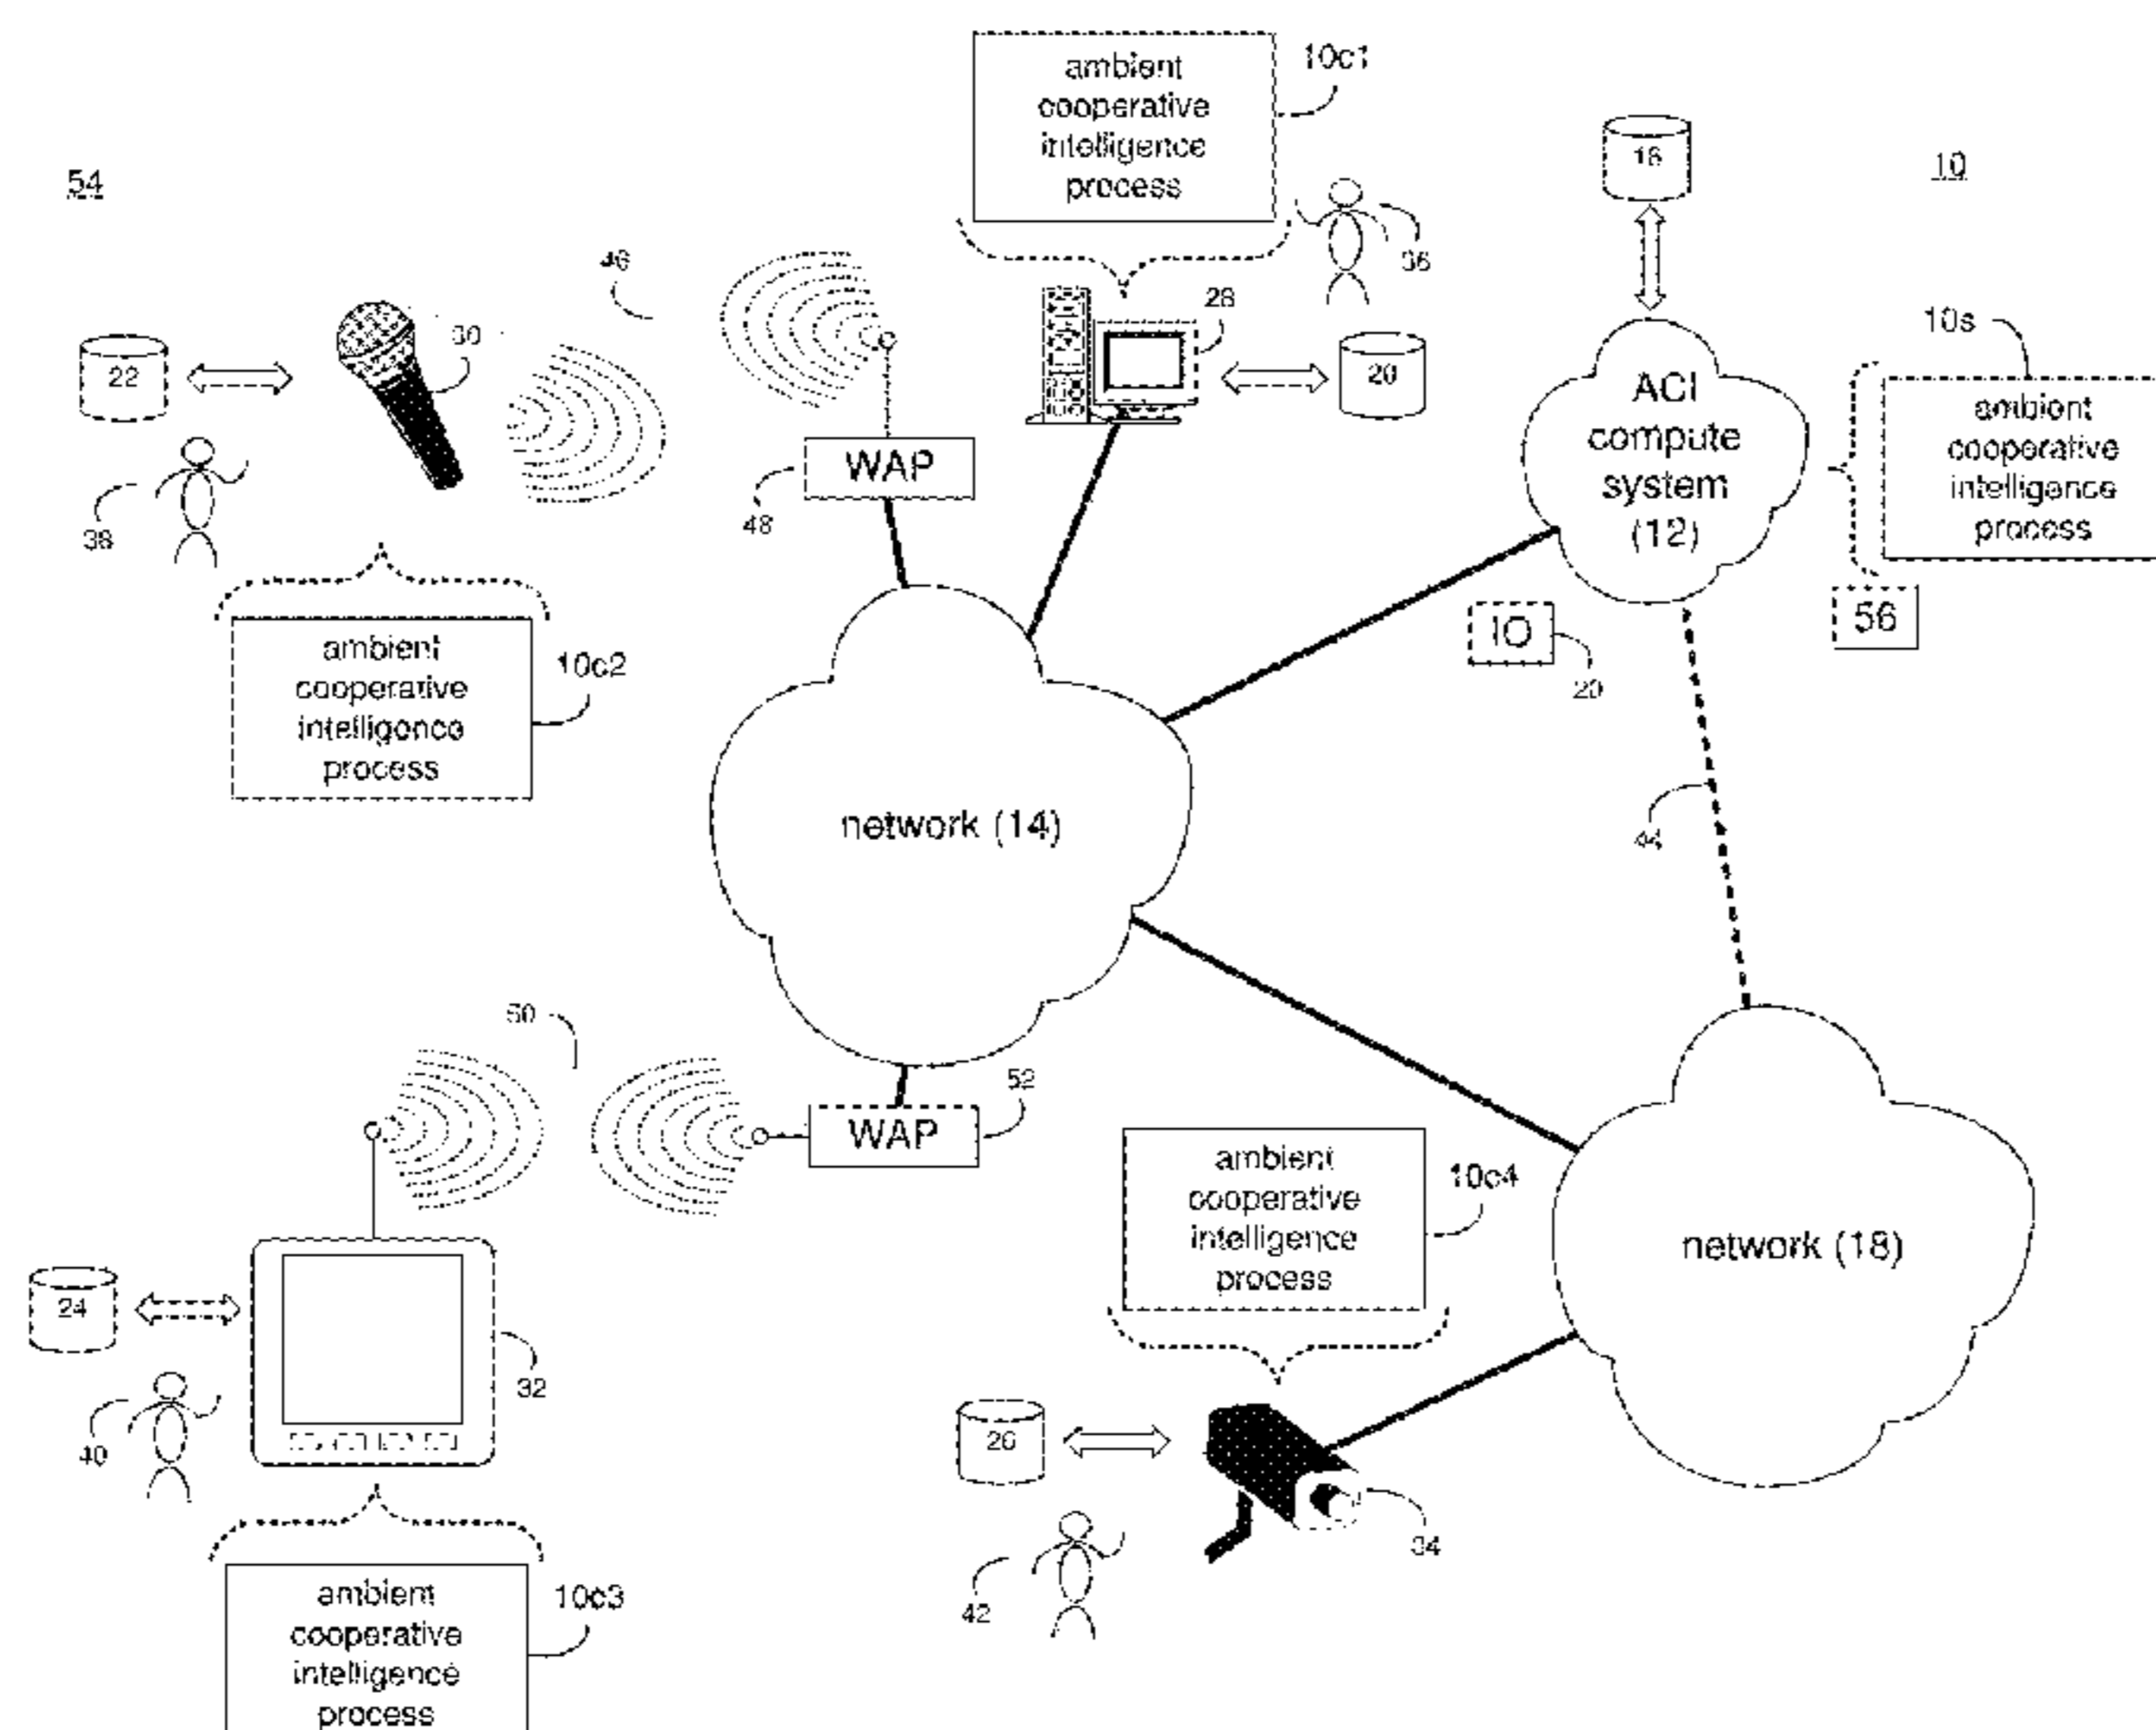 54
10
ambient
cooperative
intelligence
process
10c1
16
36
46
28
22
30
20
10s
ACI
compute
system
(12)
ambient
cooperative
intelligence
process
WAP
48
38
56
IO
20
ambient
cooperative
intelligence
process
10c2
network (14)
44
50
52
WAP
ambient
cooperative
intelligence
process
10c4
network (18)
24
32
40
26
34
42
ambient
cooperative
intelligence
process
10c3